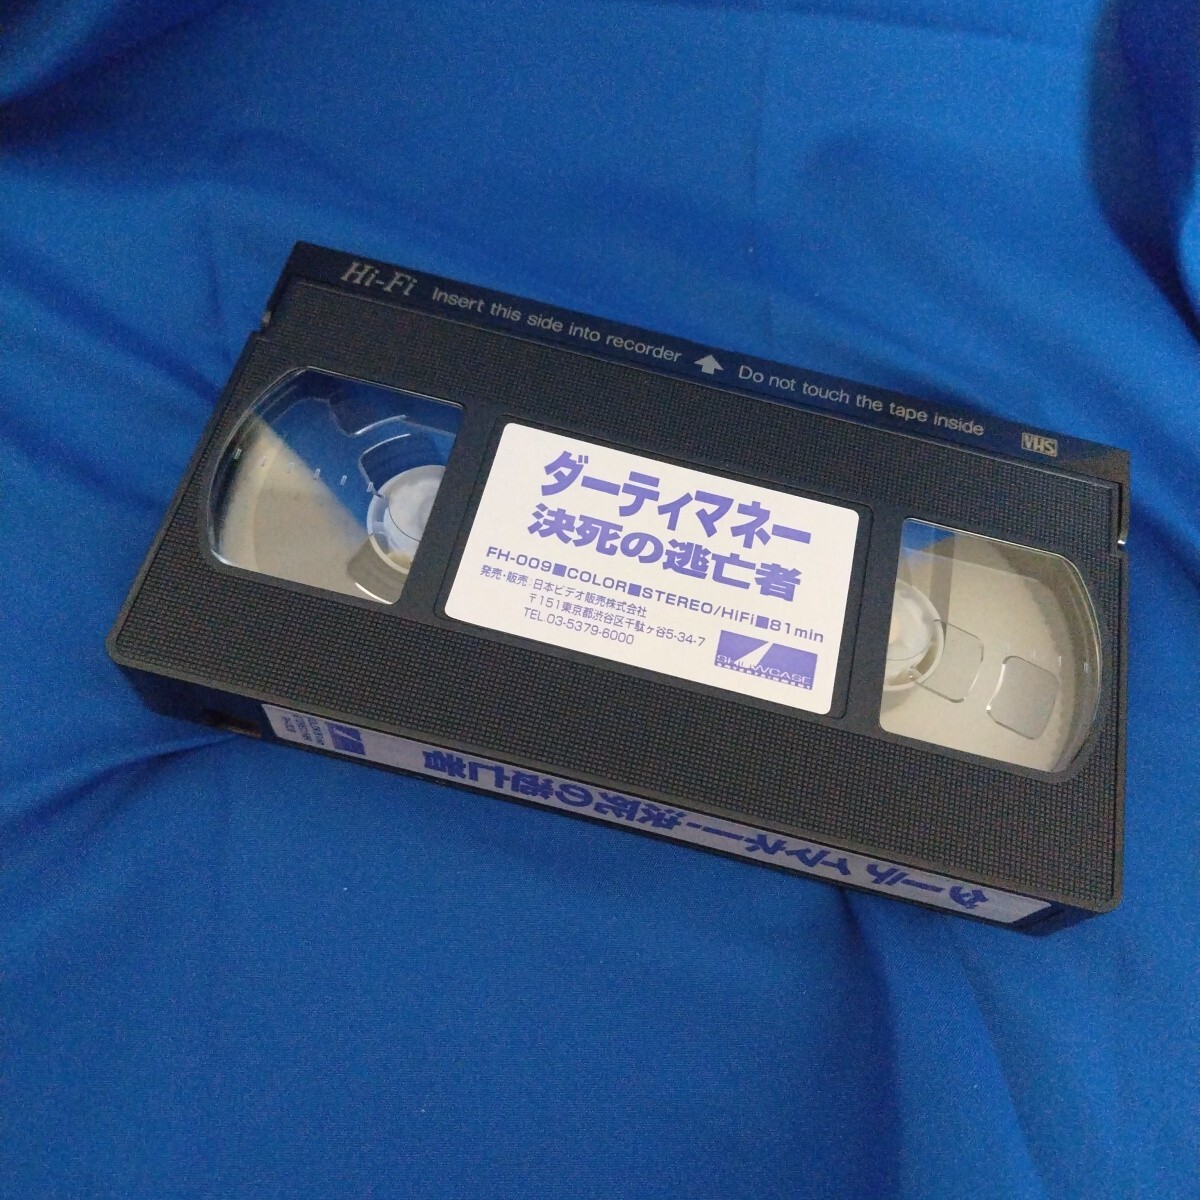 Hi-Fi Insert this side into recorder Do not touch the tape inside VHS
ダーティマネー
決死の逃亡者
FH-009■COLOR■STEREO/HiFi■81min
発売・販売:日本ビデオ販売株式会社
〒151東京都渋谷区千駄ヶ谷5-34-7
TEL.03-5379-6000
SHOWCASE
ENTERTAINMENT
ダーティマネー 決死の逃亡者